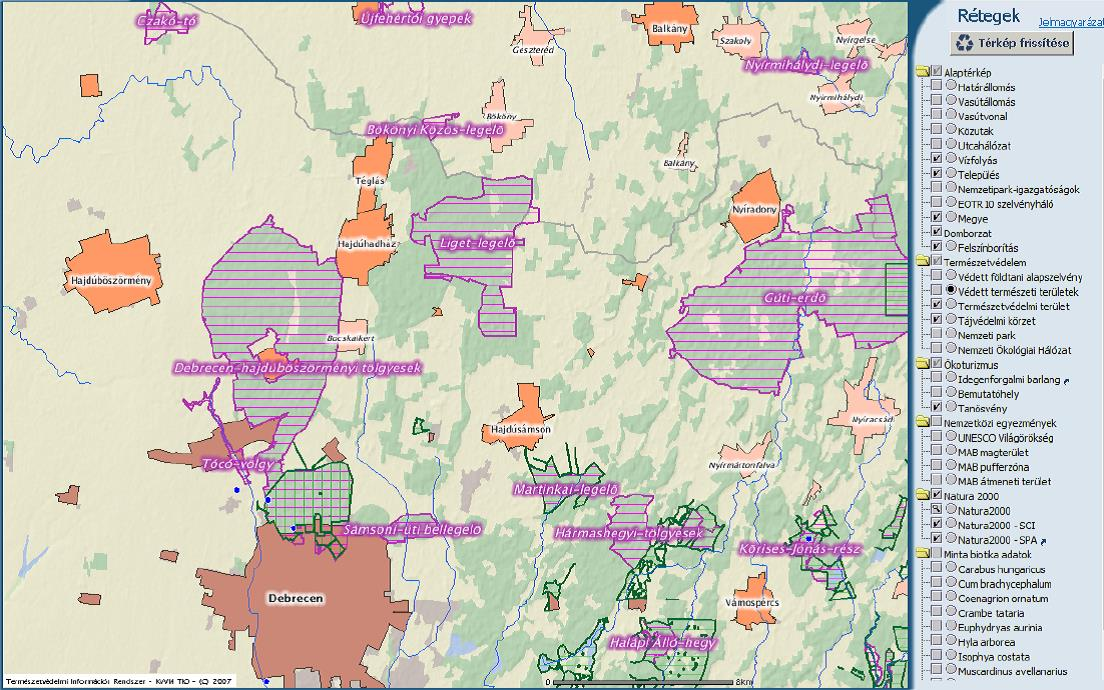 Czakó-tó
Újfehértói gyepek
Balkány
Geszteréd
Szakoly
Nyírgelse
Nyírmihálydi-legelő
Nyírmihálydi
Bököny
Bökönyi Közös-legelő
Balkány
Téglás
Nyíradony
Hajdúhadház
Liget-legelő
Hajdúböszörmény
Gúti-erdő
Bocskaikert
Debrecen-hajdúböszörményi tölgyesek
Nyíracsád
Hajdúsámson
Tócó-völgy
Nyírmártonfalva
Martinkai-legelő
Sámsoni-úti bellegelő
Hármashegyi-tölgyesek
Kőrises-Jónás-rész
Debrecen
Vámospércs
Halápi Álló-hegy
Természetvédelmi Információs Rendszer - KvVM TIO - (C) 2007
0
8km
Rétegek
Jelmagyarázat
Térkép frissítése
Alaptérkép
Határállomás
Vasútállomás
Vasútvonal
Közutak
Utcahálózat
Vízfolyás
Település
Nemzetipark-igazgatóságok
EOTR 10 szelvényháló
Megye
Domborzat
Felszínborítás
Természetvédelem
Védett földtani alapszelvény
Védett természeti területek
Természetvédelmi terület
Tájvédelmi körzet
Nemzeti park
Nemzeti Ökológiai Hálózat
Ökoturizmus
Idegenforgalmi barlang
Bemutatóhely
Tanösvény
Nemzetközi egyezmények
UNESCO Világörökség
MAB magterület
MAB pufferzóna
MAB átmeneti terület
Natura 2000
Natura2000
Natura2000 - SCI
Natura2000 - SPA
Minta biotika adatok
Carabus hungaricus
Cum brachycephalum
Coenagrion ornatum
Crambe tataria
Euphydryas aurinia
Hyla arborea
Isophya costata
Muscardinus avellanarius